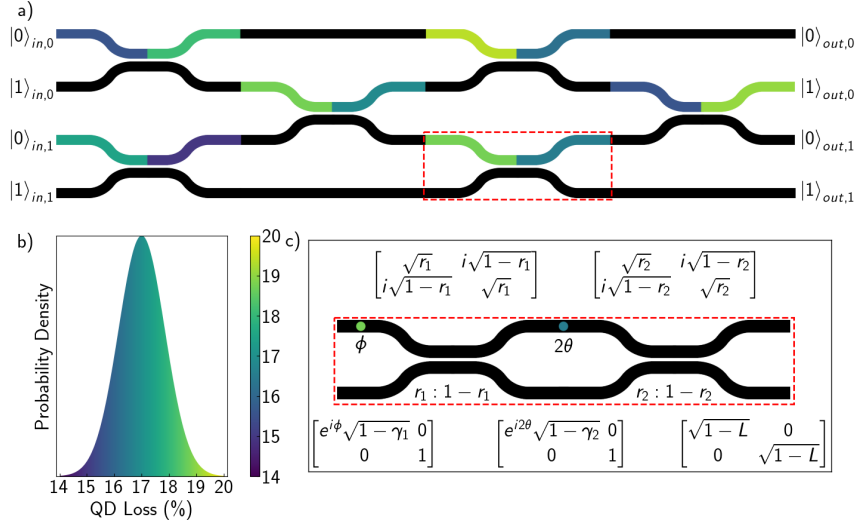 a)
|0⟩in,0 |0⟩out,0
|1⟩in,0 |1⟩out,0
|0⟩in,1 |0⟩out,1
|1⟩in,1 |1⟩out,1
b)
Probability Density
14 15 16 17 18 19 20
QD Loss (%)
20
19
18
17
16
15
14
c)
[√r1 i√1 − r1]
[i√1 − r1 √r1]
[√r2 i√1 − r2]
[i√1 − r2 √r2]
ϕ 2θ
r1 : 1 − r1 r2 : 1 − r2
[e^iϕ√1 − γ1 0]
[0 1]
[e^i2θ√1 − γ2 0]
[0 1]
[√1 − L 0]
[0 √1 − L]